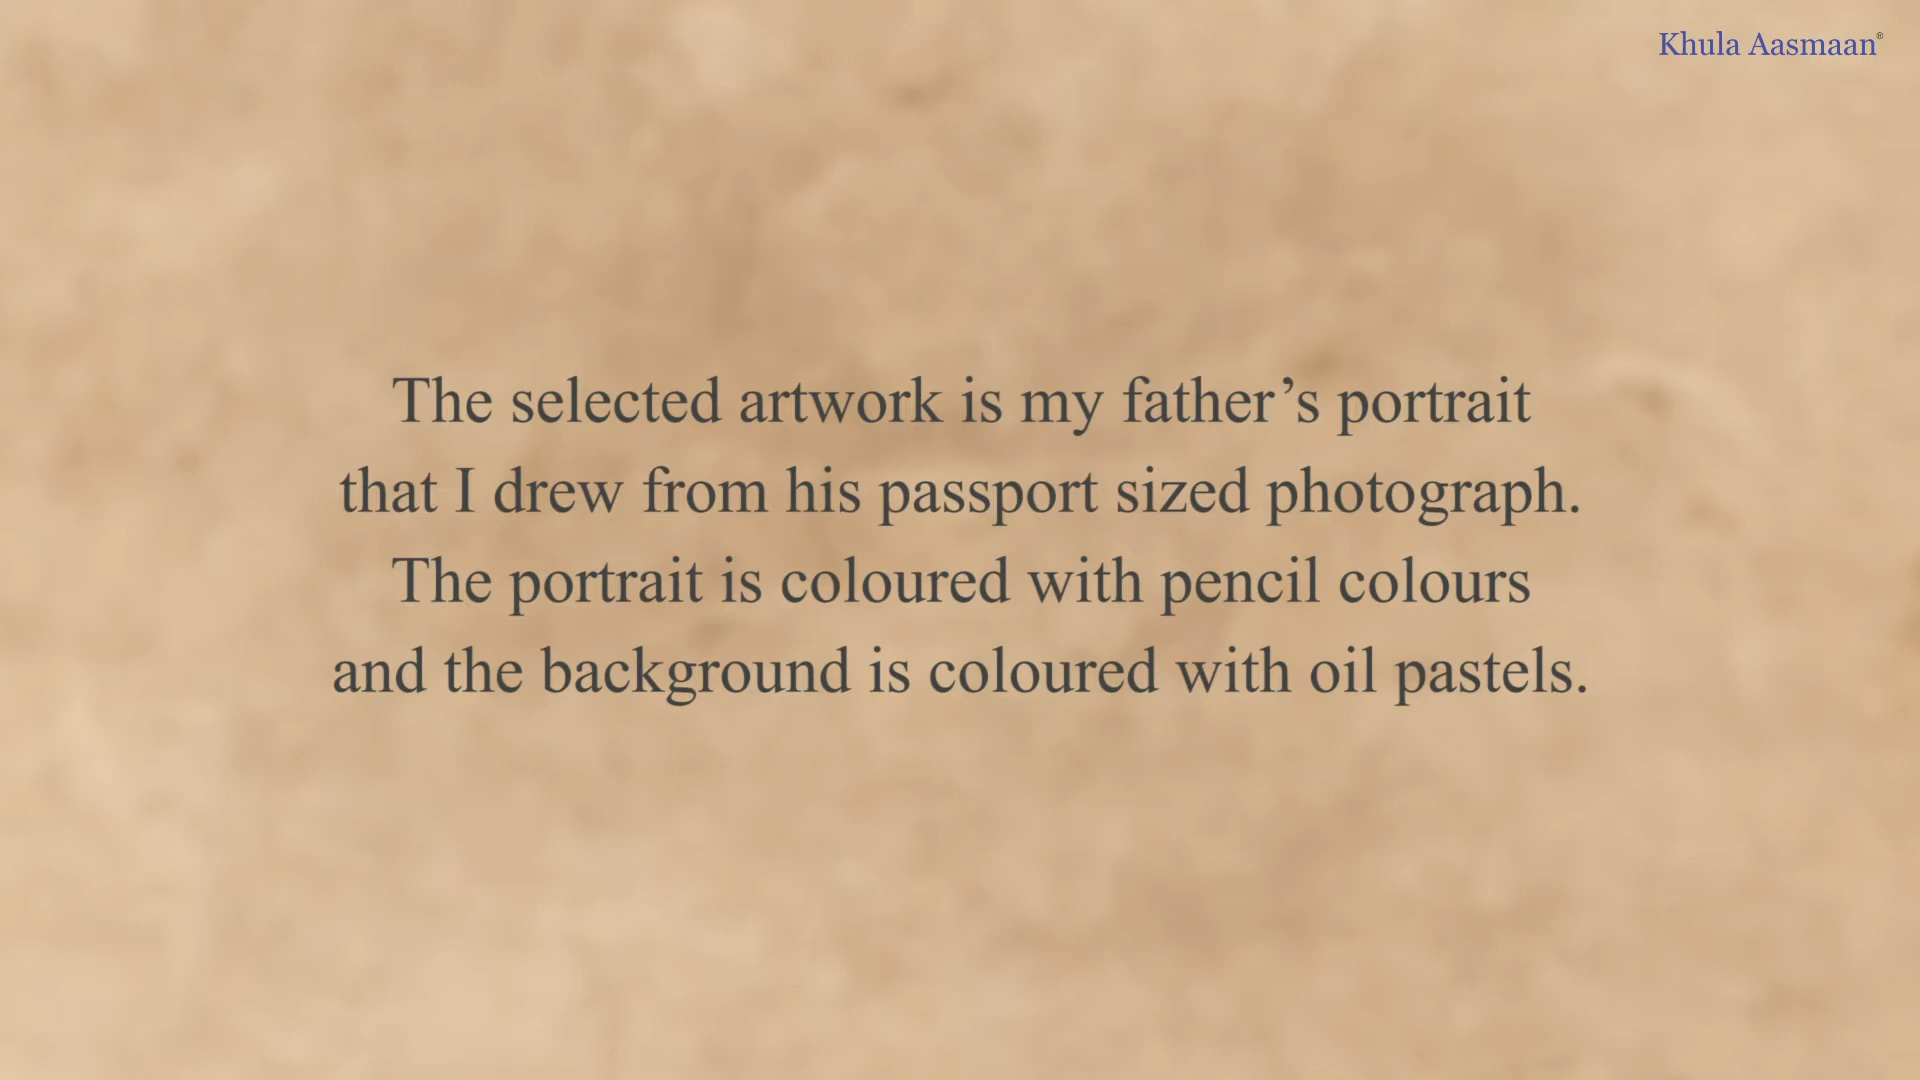 Khula Aasmaan®
The selected artwork is my father’s portrait
that I drew from his passport sized photograph.
The portrait is coloured with pencil colours
and the background is coloured with oil pastels.